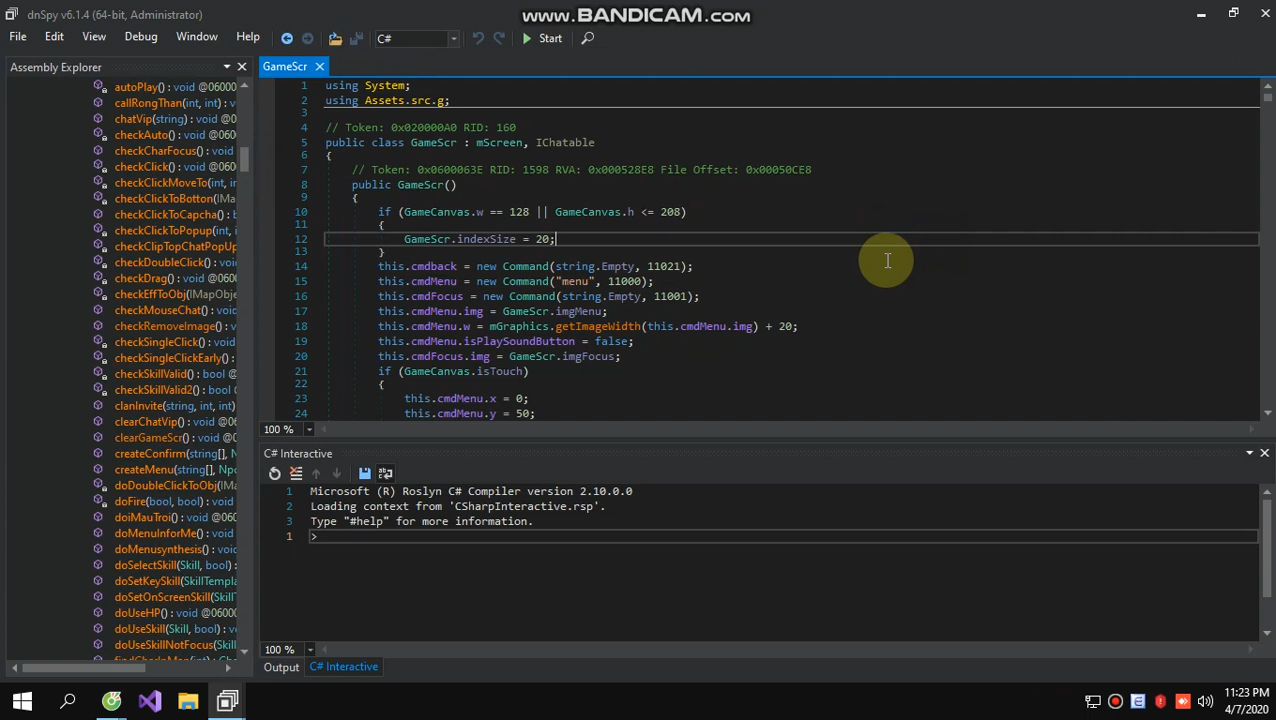 dnSpy v6.1.4 (64-bit, Administrator)
www.BANDICAM.com
File Edit View Debug Window Help C# Start
Assembly Explorer
GameScr
autoPlay() : void @06000
callRongThan(int, int) : v
chatVip(string) : void @0
checkAuto() : void @060
checkCharFocus() : void
checkClick() : void @060
checkClickMoveTo(int, i
checkClickToBotton(IMa
checkClickToCapcha() : v
checkClickToPopup() : v
checkClipTopChatPopUp
checkDoubleClick() : voi
checkDrag() : void @060
checkEffToObj(IMapObje
checkMouseChat() : voi
checkRemoveImage() : v
checkSingleClick() : void
checkSingleClickEarly() :
checkSkillValid() : bool @
checkSkillValid2() : bool
clanInvite(string, int, int)
clearChatVip() : void @0
clearGameScr() : void @
createConfirm(string[], N
createMenu(string[], Npc
doDoubleClickToObj(IM
doFire(bool, bool) : void
doiMauTroi() : void @06
doMenuInforMe() : void
doMenusynthesis() : void
doSelectSkill(Skill, bool) :
doSetKeySkill(SkillTempl
doSetOnScreenSkill(Skill
doUseHP() : void @0600
doUseSkill(Skill, bool) : v
doUseSkillNotFocus(Skill
1 using System;
2 using Assets.src.g;
3
4 // Token: 0x020000A0 RID: 160
5 public class GameScr : mScreen, IChatable
6 {
7 // Token: 0x0600063E RID: 1598 RVA: 0x000528E8 File Offset: 0x00050CE8
8 public GameScr()
9 {
10 if (GameCanvas.w == 128 || GameCanvas.h <= 208)
11 {
12 GameScr.indexSize = 20;
13 }
14 this.cmdback = new Command(string.Empty, 11021);
15 this.cmdMenu = new Command("menu", 11000);
16 this.cmdFocus = new Command(string.Empty, 11001);
17 this.cmdMenu.img = GameScr.imgMenu;
18 this.cmdMenu.w = mGraphics.getImageWidth(this.cmdMenu.img) + 20;
19 this.cmdMenu.isPlaySoundButton = false;
20 this.cmdFocus.img = GameScr.imgFocus;
21 if (GameCanvas.isTouch)
22 {
23 this.cmdMenu.x = 0;
24 this.cmdMenu.y = 50;
100 %
C# Interactive
1 Microsoft (R) Roslyn C# Compiler version 2.10.0.0
2 Loading context from 'CSharpInteractive.rsp'.
3 Type "#help" for more information.
1 >
100 %
Output C# Interactive
11:23 PM
4/7/2020